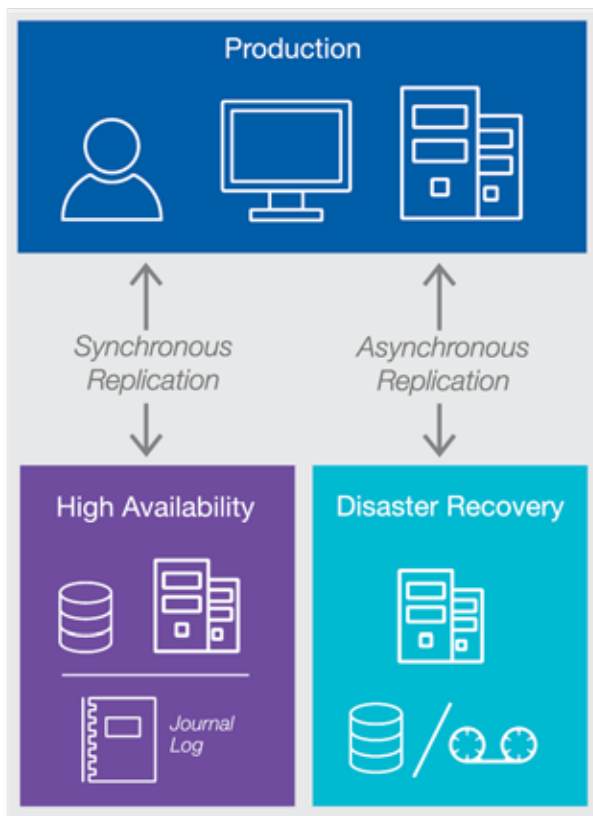 Production
Synchronous
Replication
Asynchronous
Replication
High Availability
Journal
Log
Disaster Recovery